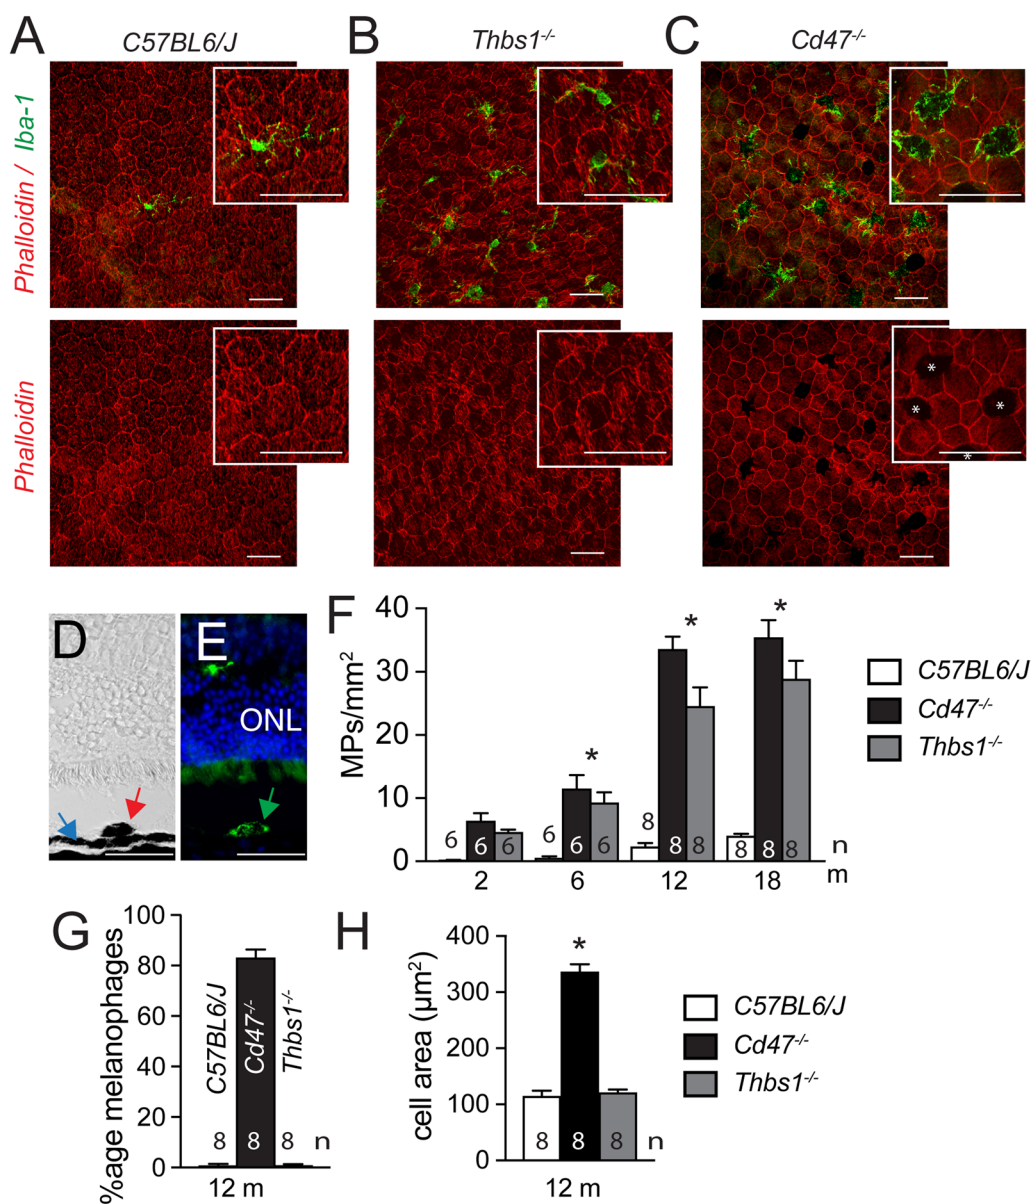 A
C57BL6/J
B
Thbs1-/-
C
Cd47-/-
Phalloidin / Iba-1
Phalloidin
* * * *
D
E
ONL
F
MPs/mm2
40
30
20
10
0
6 6 6
6 6 6
8 8 8
8 8 8
n
2 6 12 18 m
* * *
C57BL6/J
Cd47-/-
Thbs1-/-
G
%age melanophages
100
80
60
40
20
0
C57BL6/J
Cd47-/-
Thbs1-/-
8 8 8 n
12 m
H
cell area (µm2)
400
300
200
100
0
*
8 8 8 n
12 m
C57BL6/J
Cd47-/-
Thbs1-/-